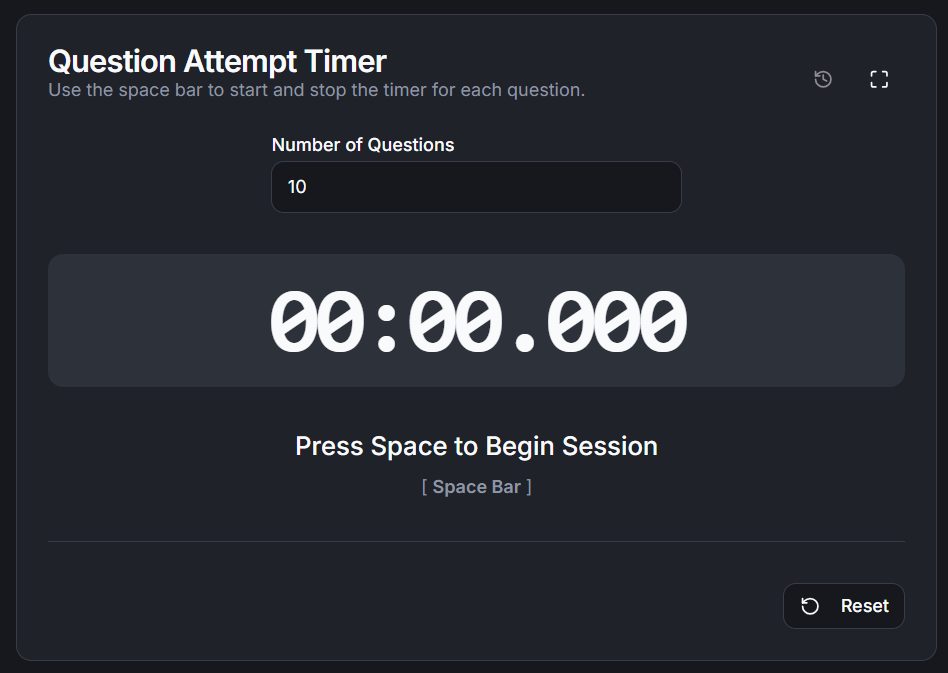 Question Attempt Timer
Use the space bar to start and stop the timer for each question.
Number of Questions
10
00:00.000
Press Space to Begin Session
[ Space Bar ]
Reset